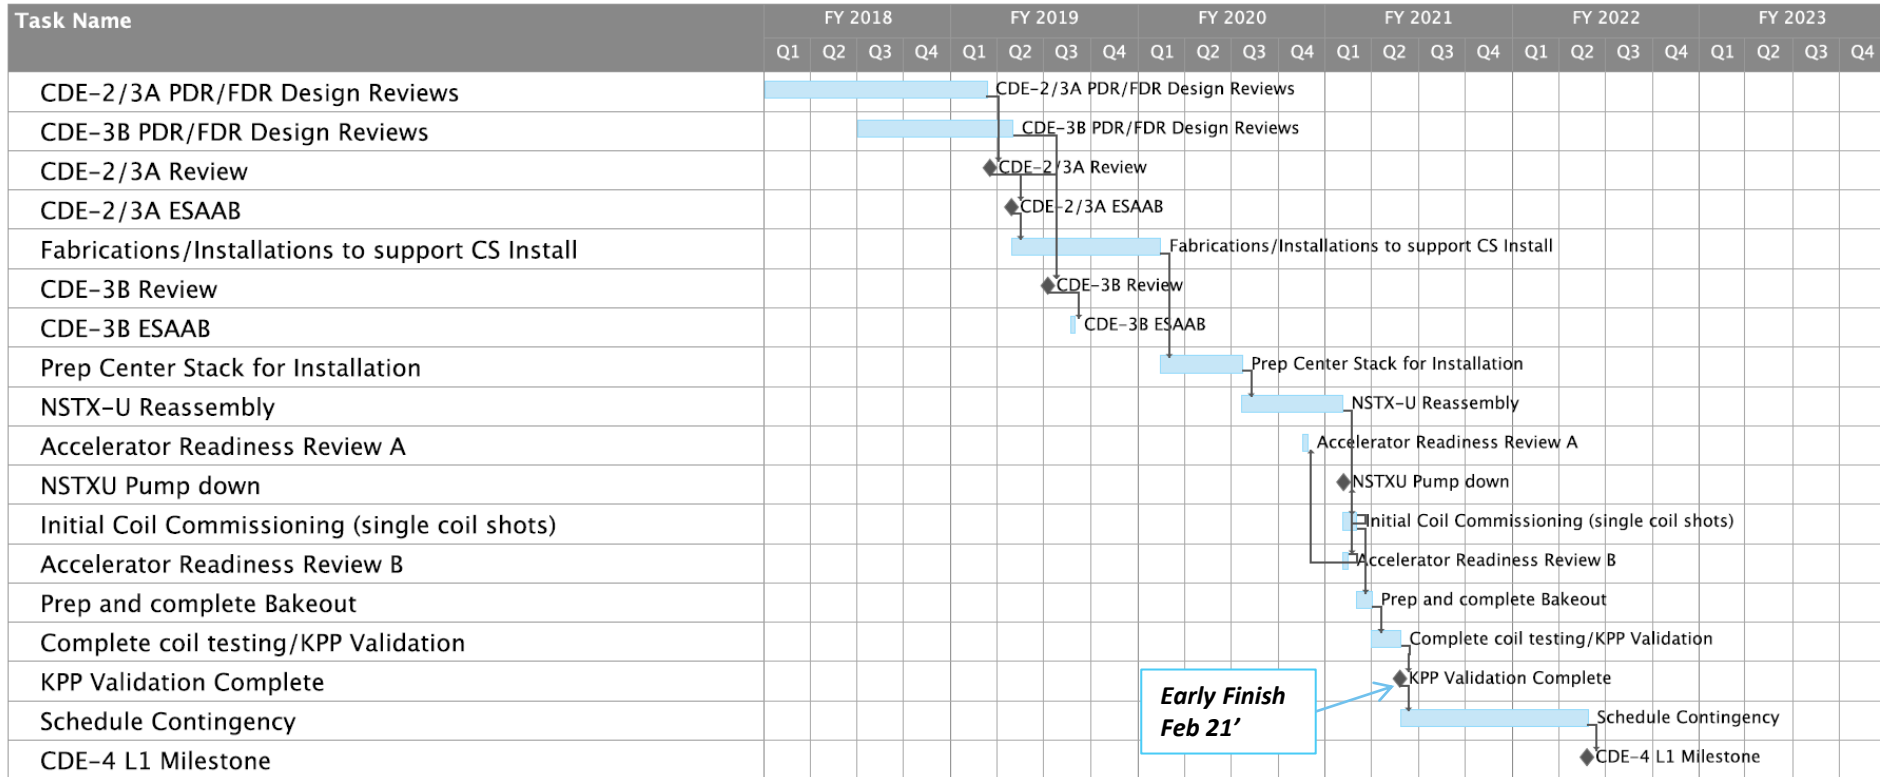 Task Name FY 2018 FY 2019 FY 2020 FY 2021 FY 2022 FY 2023
Q1 Q2 Q3 Q4 Q1 Q2 Q3 Q4 Q1 Q2 Q3 Q4 Q1 Q2 Q3 Q4 Q1 Q2 Q3 Q4 Q1 Q2 Q3 Q4
CDE-2/3A PDR/FDR Design Reviews CDE-2/3A PDR/FDR Design Reviews
CDE-3B PDR/FDR Design Reviews CDE-3B PDR/FDR Design Reviews
CDE-2/3A Review CDE-2/3A Review
CDE-2/3A ESAAB CDE-2/3A ESAAB
Fabrications/Installations to support CS Install Fabrications/Installations to support CS Install
CDE-3B Review CDE-3B Review
CDE-3B ESAAB CDE-3B ESAAB
Prep Center Stack for Installation Prep Center Stack for Installation
NSTX-U Reassembly NSTX-U Reassembly
Accelerator Readiness Review A Accelerator Readiness Review A
NSTXU Pump down NSTXU Pump down
Initial Coil Commissioning (single coil shots) Initial Coil Commissioning (single coil shots)
Accelerator Readiness Review B Accelerator Readiness Review B
Prep and complete Bakeout Prep and complete Bakeout
Complete coil testing/KPP Validation Complete coil testing/KPP Validation
KPP Validation Complete KPP Validation Complete
Early Finish
Feb 21'
Schedule Contingency Schedule Contingency
CDE-4 L1 Milestone CDE-4 L1 Milestone